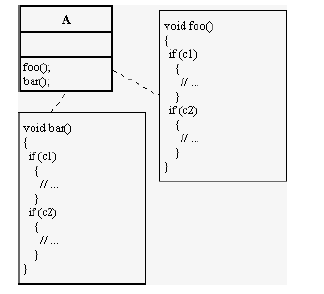 A
foo();
bar();
void foo()
{
if (c1)
{
// ...
}
if (c2)
{
// ...
}
}
void bar()
{
if (c1)
{
// ...
}
if (c2)
{
// ...
}
}